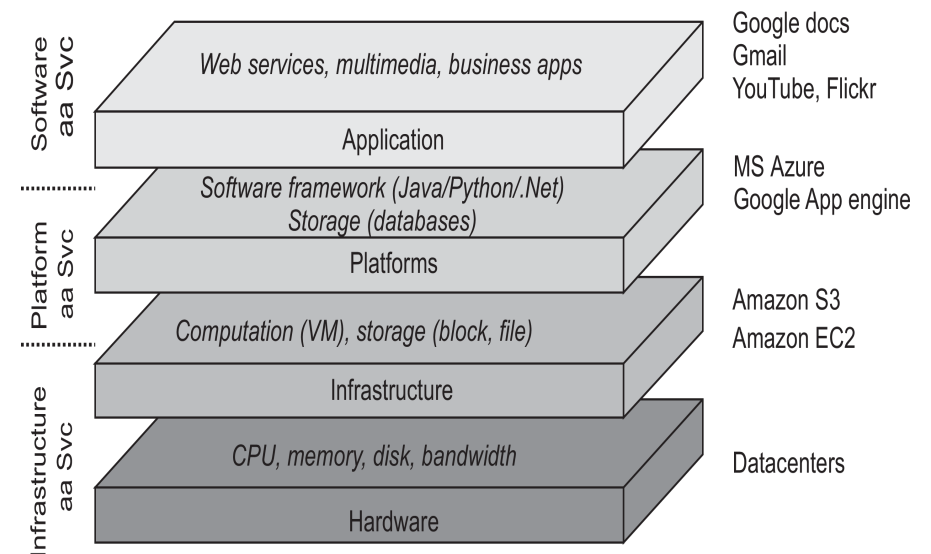 Software
aa Svc
Web services, multimedia, business apps
Application
Google docs
Gmail
YouTube, Flickr
Platform
aa Svc
Software framework (Java/Python/.Net)
Storage (databases)
Platforms
MS Azure
Google App engine
Infrastructure
aa Svc
Computation (VM), storage (block, file)
Infrastructure
Amazon S3
Amazon EC2
CPU, memory, disk, bandwidth
Hardware
Datacenters